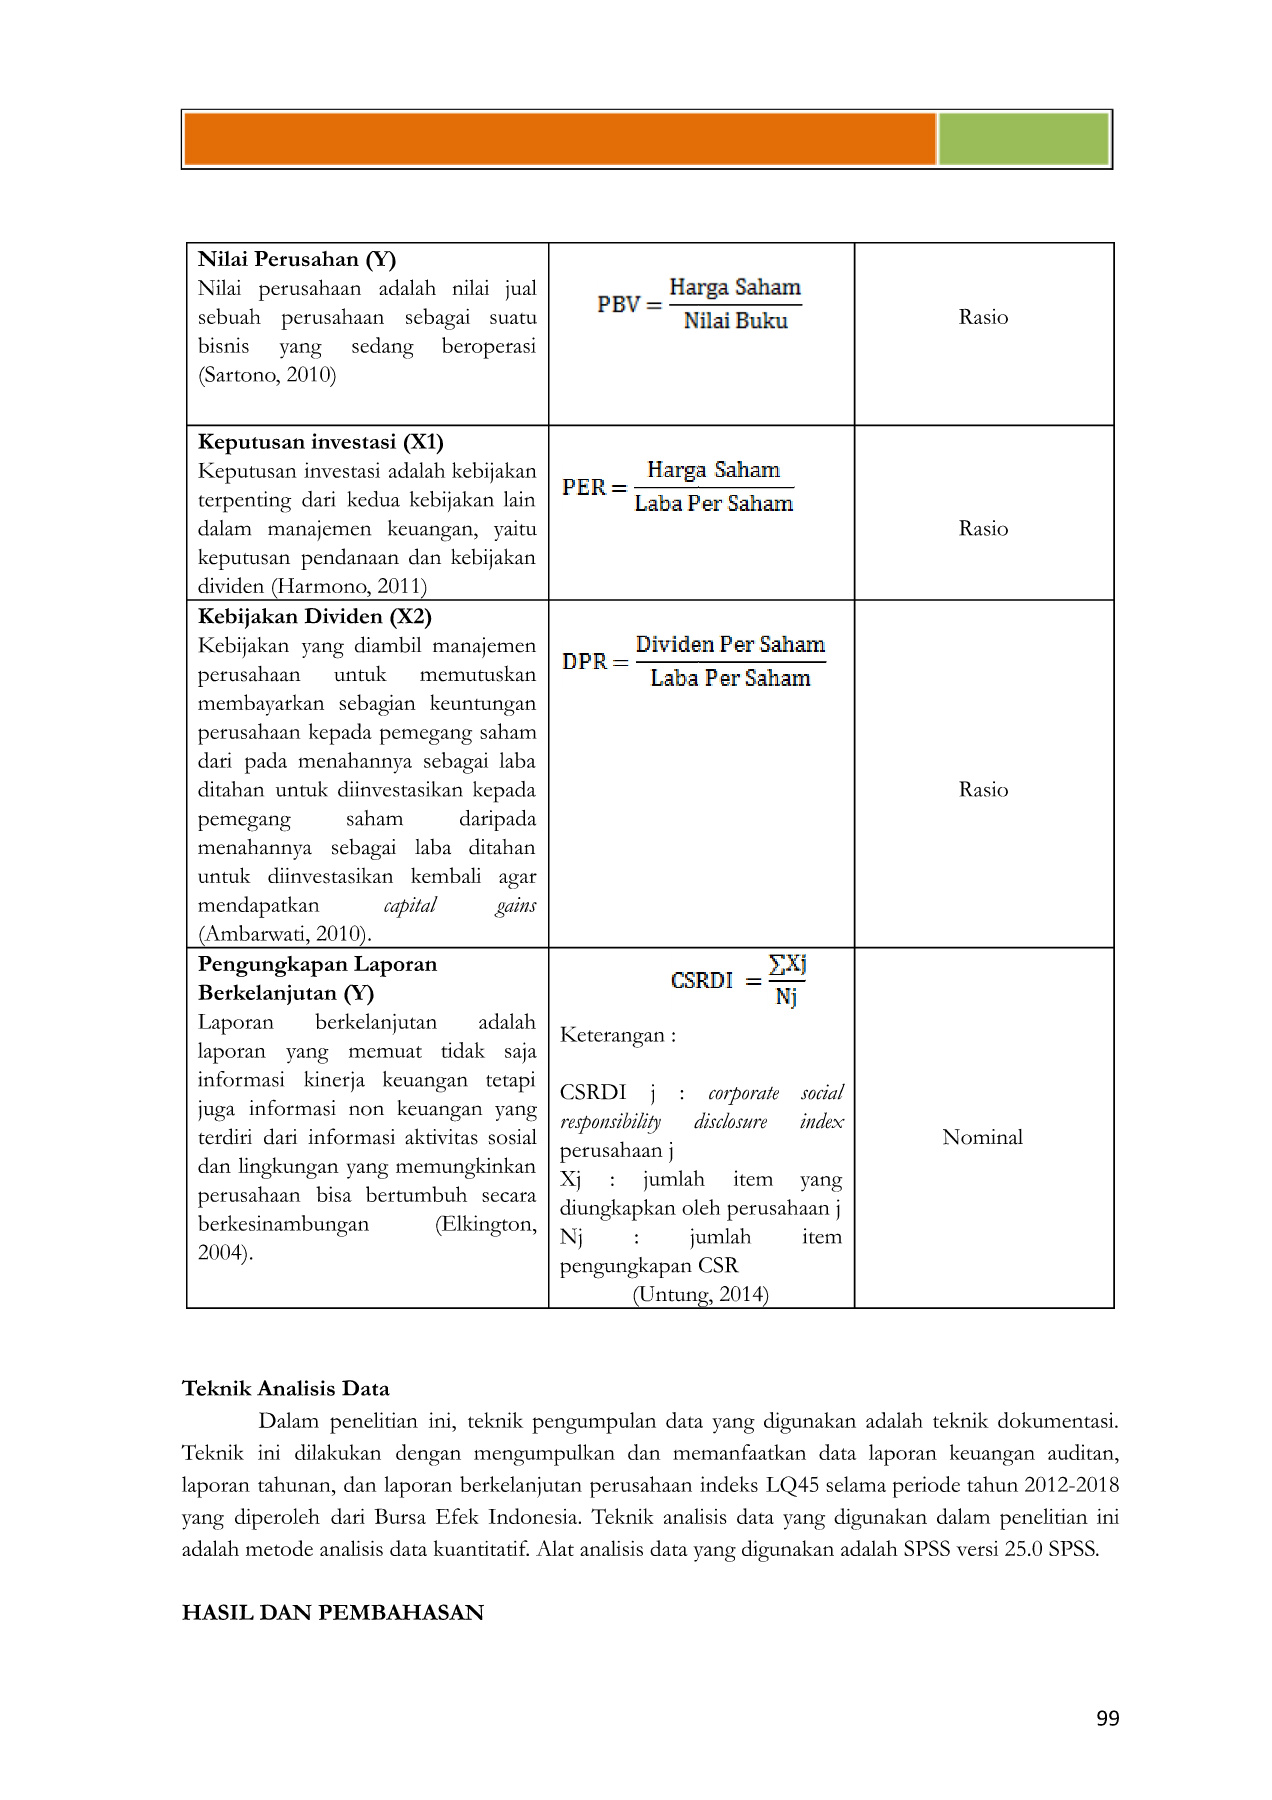 Nilai Perusahan (Y)
Nilai perusahaan adalah nilai jual
sebuah perusahaan sebagai suatu
bisnis yang sedang beroperasi
(Sartono, 2010)
PBV = Harga Saham
Nilai Buku
Rasio
Keputusan investasi (X1)
Keputusan investasi adalah kebijakan
terpenting dari kedua kebijakan lain
dalam manajemen keuangan, yaitu
keputusan pendanaan dan kebijakan
dividen (Harmono, 2011)
PER = Harga Saham
Laba Per Saham
Rasio
Kebijakan Dividen (X2)
Kebijakan yang diambil manajemen
perusahaan untuk memutuskan
membayarkan sebagian keuntungan
perusahaan kepada pemegang saham
dari pada menahannya sebagai laba
ditahan untuk diinvestasikan kepada
pemegang saham daripada
menahannya sebagai laba ditahan
untuk diinvestasikan kembali agar
mendapatkan capital gains
(Ambarwati, 2010).
DPR = Dividen Per Saham
Laba Per Saham
Rasio
Pengungkapan Laporan
Berkelanjutan (Y)
Laporan berkelanjutan adalah
laporan yang memuat tidak saja
informasi kinerja keuangan tetapi
juga informasi non keuangan yang
terdiri dari informasi aktivitas sosial
dan lingkungan yang memungkinkan
perusahaan bisa bertumbuh secara
berkesinambungan (Elkington,
2004).
CSRDI = ∑Xj
Nj
Keterangan :
CSRDI j : corporate social
responsibility disclosure index
perusahaan j
Xj : jumlah item yang
diungkapkan oleh perusahaan j
Nj : jumlah item
pengungkapan CSR
(Untung, 2014)
Nominal
Teknik Analisis Data
Dalam penelitian ini, teknik pengumpulan data yang digunakan adalah teknik dokumentasi.
Teknik ini dilakukan dengan mengumpulkan dan memanfaatkan data laporan keuangan auditan,
laporan tahunan, dan laporan berkelanjutan perusahaan indeks LQ45 selama periode tahun 2012-2018
yang diperoleh dari Bursa Efek Indonesia. Teknik analisis data yang digunakan dalam penelitian ini
adalah metode analisis data kuantitatif. Alat analisis data yang digunakan adalah SPSS versi 25.0 SPSS.
HASIL DAN PEMBAHASAN
99